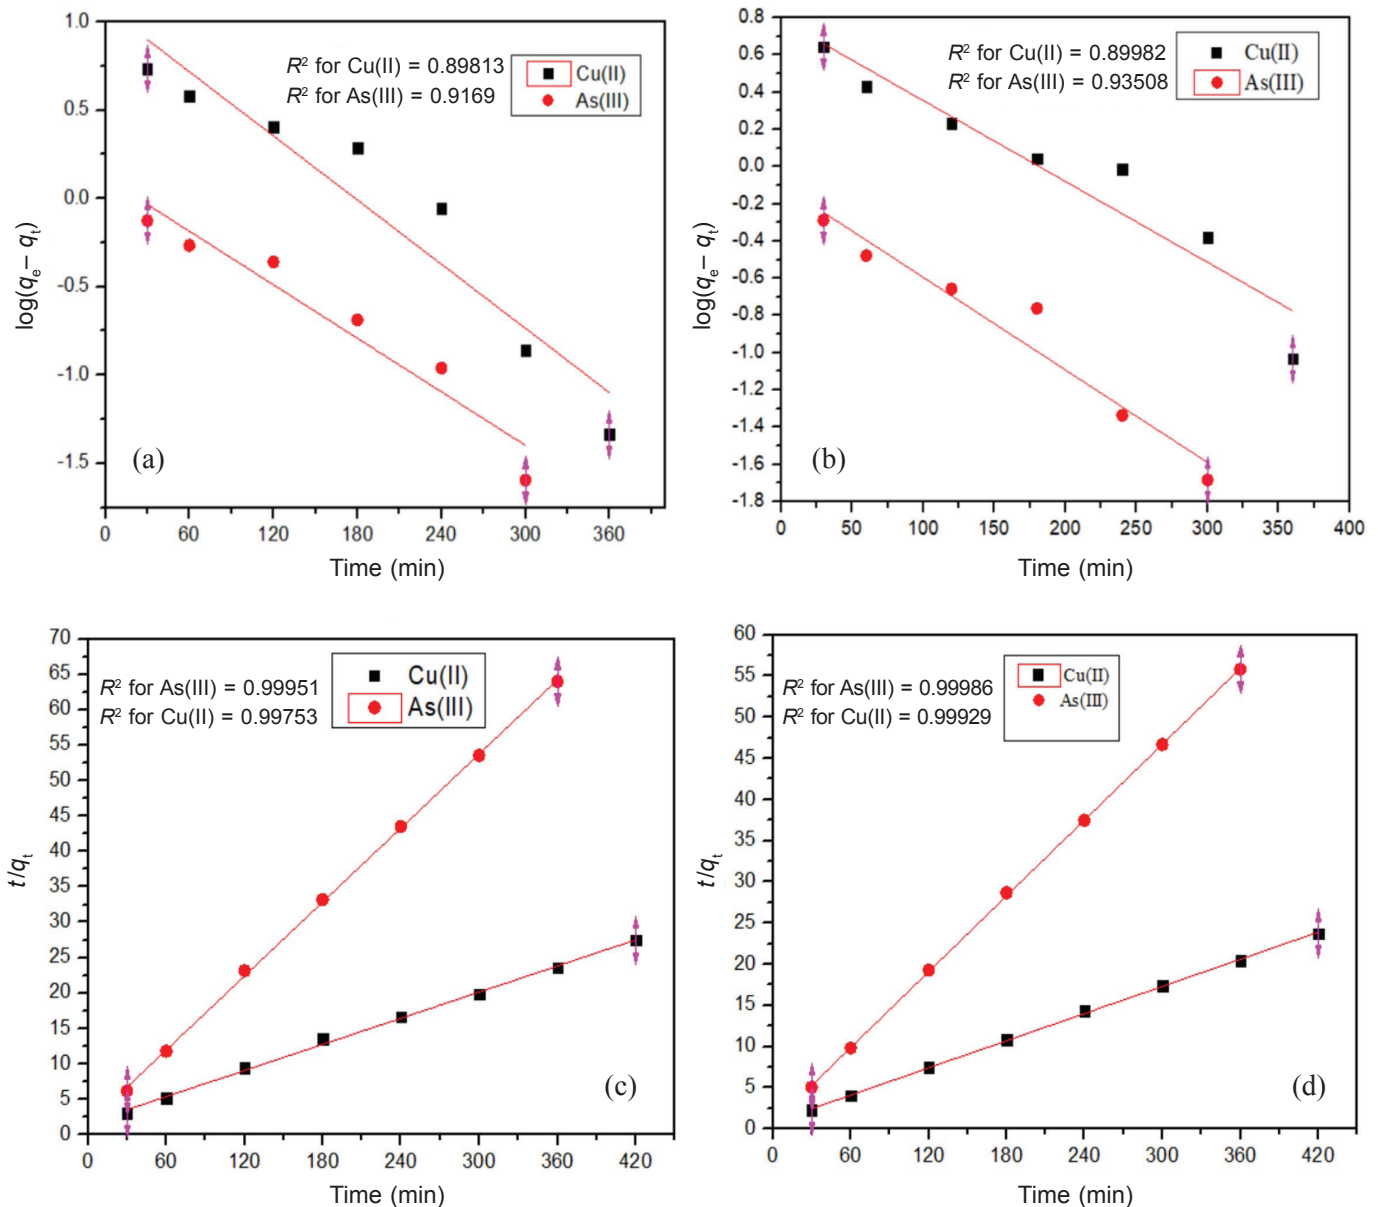 1.0
0.5
0.0
-0.5
-1.0
-1.5
log(qe– qt)
R² for Cu(II) = 0.89813
R² for As(III) = 0.9169
Cu(II)
As(III)
(a)
0 60 120 180 240 300 360
Time (min)
0.8
0.6
0.4
0.2
0.0
-0.2
-0.4
-0.6
-0.8
-1.0
-1.2
-1.4
-1.6
-1.8
log(qe– qt)
R² for Cu(II) = 0.89982
R² for As(III) = 0.93508
Cu(II)
As(III)
(b)
0 50 100 150 200 250 300 350 400
Time (min)
70
65
60
55
50
45
40
35
30
25
20
15
10
5
0
t/qt
R² for As(III) = 0.99951
R² for Cu(II) = 0.99753
Cu(II)
As(III)
(c)
0 60 120 180 240 300 360 420
Time (min)
60
55
50
45
40
35
30
25
20
15
10
5
0
t/qt
R² for As(III) = 0.99986
R² for Cu(II) = 0.99929
Cu(II)
As(III)
(d)
0 60 120 180 240 300 360 420
Time (min)